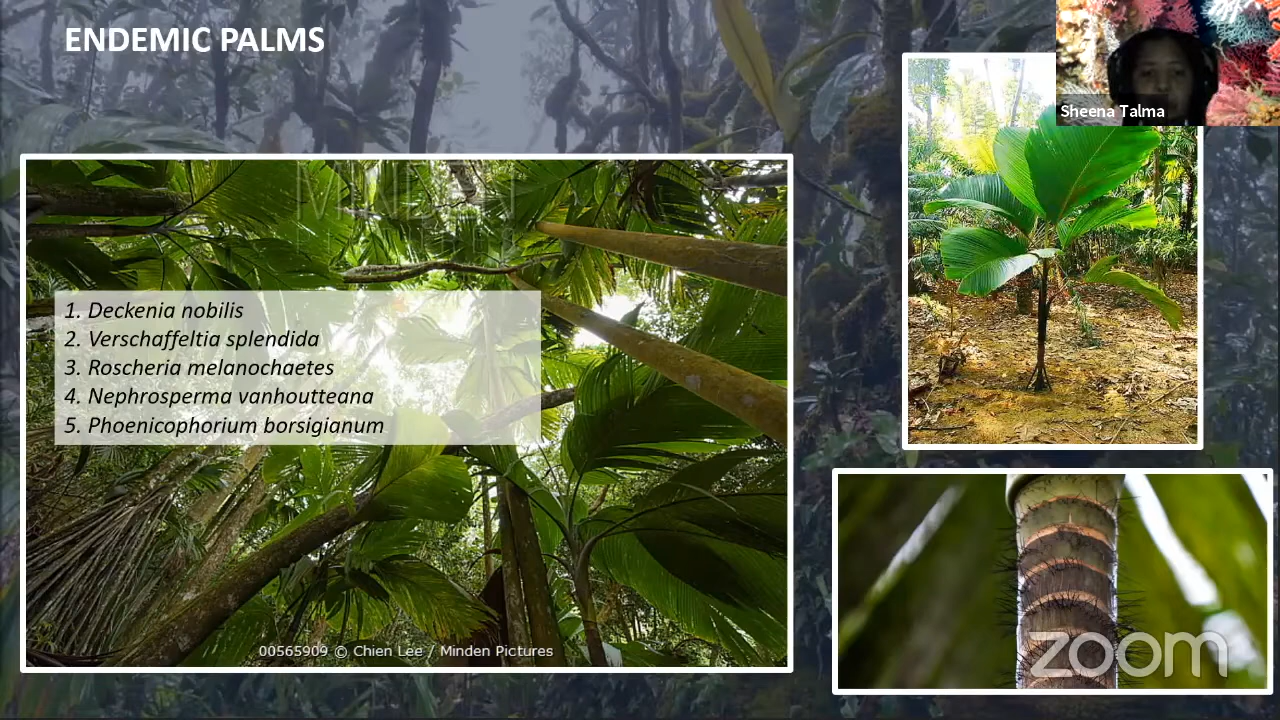 ENDEMIC PALMS
Sheena Talma
MINDEN
1. Deckenia nobilis
2. Verschaffeltia splendida
3. Roscheria melanochaetes
4. Nephrosperma vanhoutteana
5. Phoenicophorium borsigianum
00565909 © Chien Lee / Minden Pictures
zoom